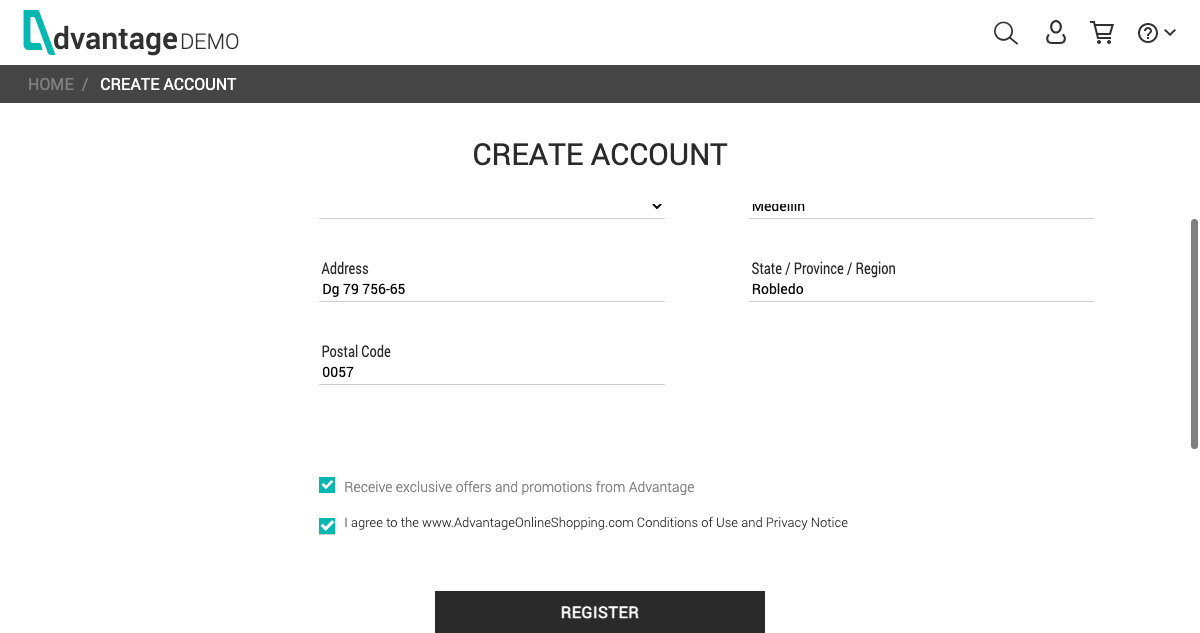 dvantage DEMO
HOME / CREATE ACCOUNT
CREATE ACCOUNT
Medellin
Address
Dg 79 756-65
State / Province / Region
Robledo
Postal Code
0057
Receive exclusive offers and promotions from Advantage
I agree to the www.AdvantageOnlineShopping.com Conditions of Use and Privacy Notice
REGISTER